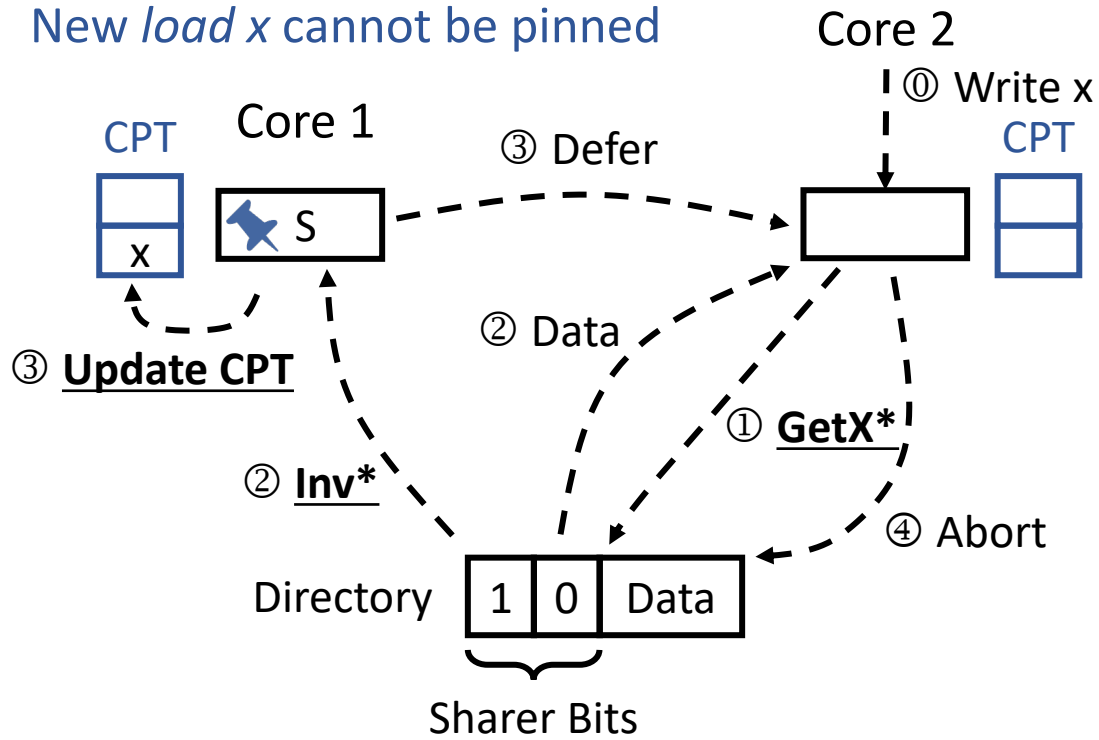 New load x cannot be pinned
Core 2
⓪ Write x
CPT
Core 1
CPT
③ Defer
S
x
② Data
③ Update CPT
① GetX*
② Inv*
④ Abort
Directory
1
0
Data
Sharer Bits